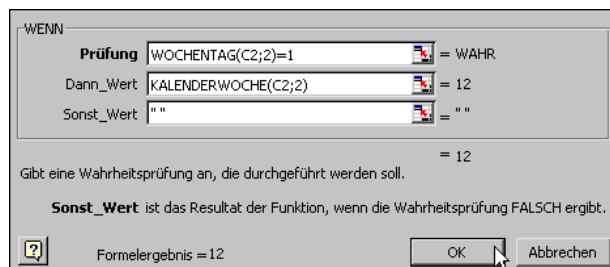 WENN
Prüfung WOCHENTAG(C2;2)=1 = WAHR
Dann_Wert KALENDERWOCHE(C2;2) = 12
Sonst_Wert " " = " "
= 12
Gibt eine Wahrheitsprüfung an, die durchgeführt werden soll.
Sonst_Wert ist das Resultat der Funktion, wenn die Wahrheitsprüfung FALSCH ergibt.
? Formelergebnis =12 OK Abbrechen